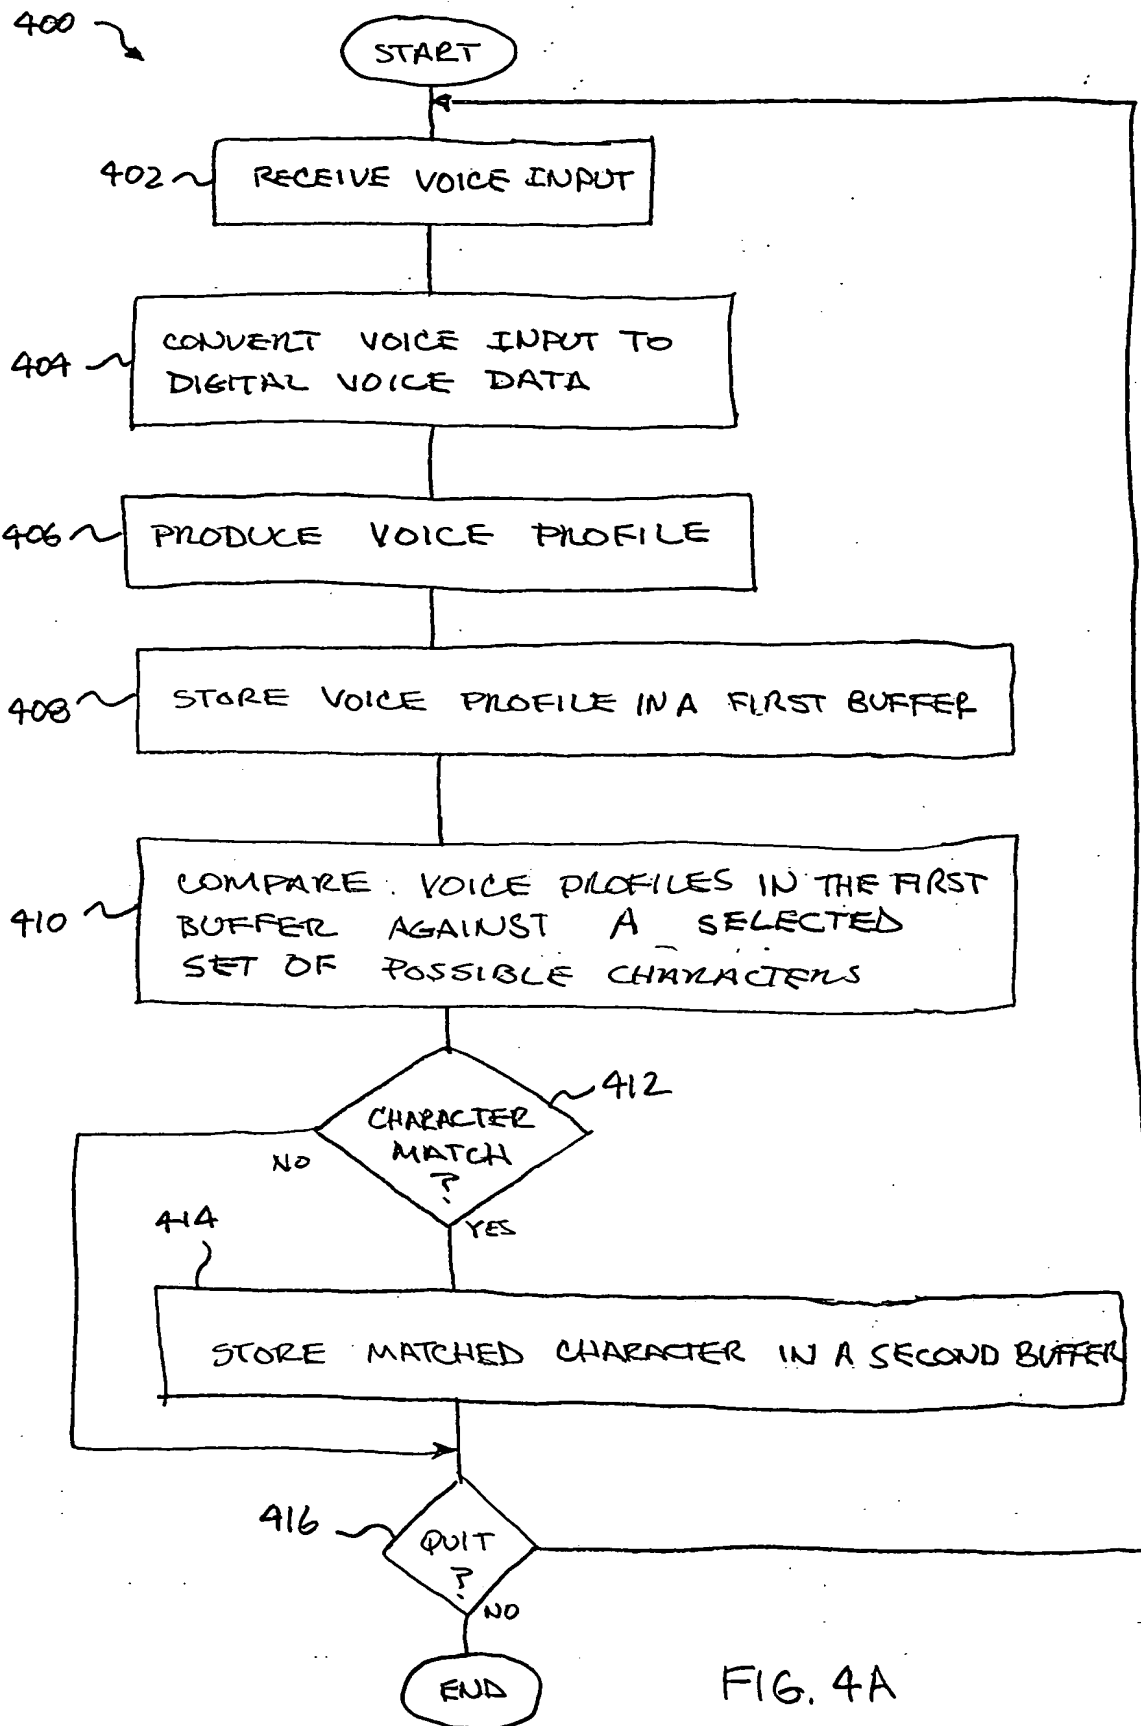 400
START
402
RECEIVE VOICE INPUT
404
CONVERT VOICE INPUT TO
DIGITAL VOICE DATA
406
PRODUCE VOICE PROFILE
408
STORE VOICE PROFILE IN A FIRST BUFFER
410
COMPARE VOICE PROFILES IN THE FIRST
BUFFER AGAINST A SELECTED
SET OF POSSIBLE CHARACTERS
412
CHARACTER
MATCH
?
NO
YES
414
STORE MATCHED CHARACTER IN A SECOND BUFFER
416
QUIT
?
NO
END
FIG. 4A